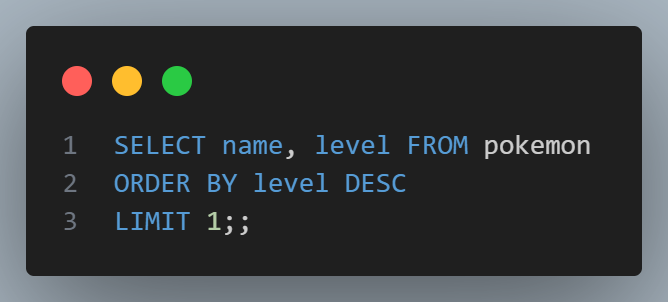 1 SELECT name, level FROM pokemon
2 ORDER BY level DESC
3 LIMIT 1;;